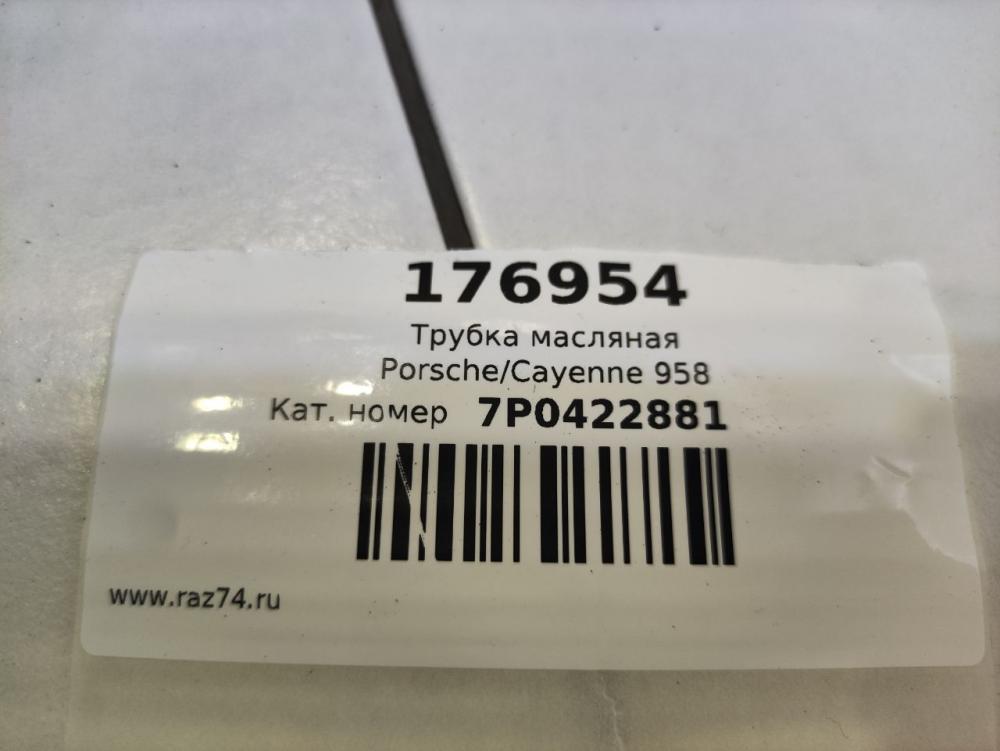 176954
Трубка масляная
Porsche/Cayenne 958
Кат. номер 7P0422881
www.raz74.ru